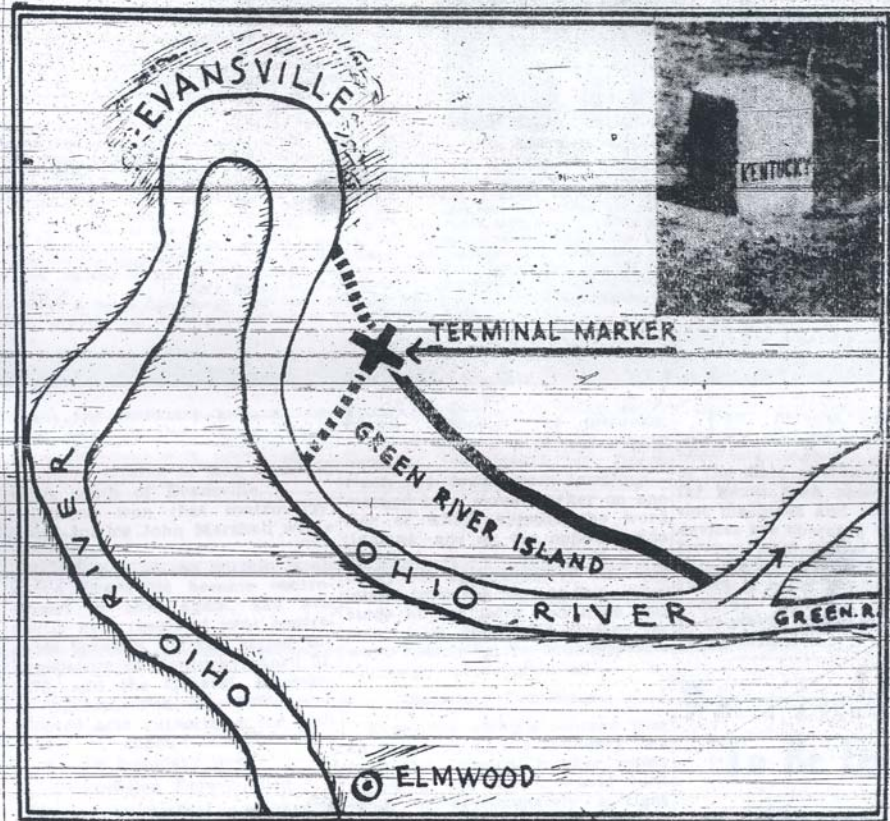 EVANSVILLE
KENTUCKY
TERMINAL MARKER
GREEN RIVER ISLAND
OHIO RIVER
GREEN R.
OHIO RIVER
ELMWOOD